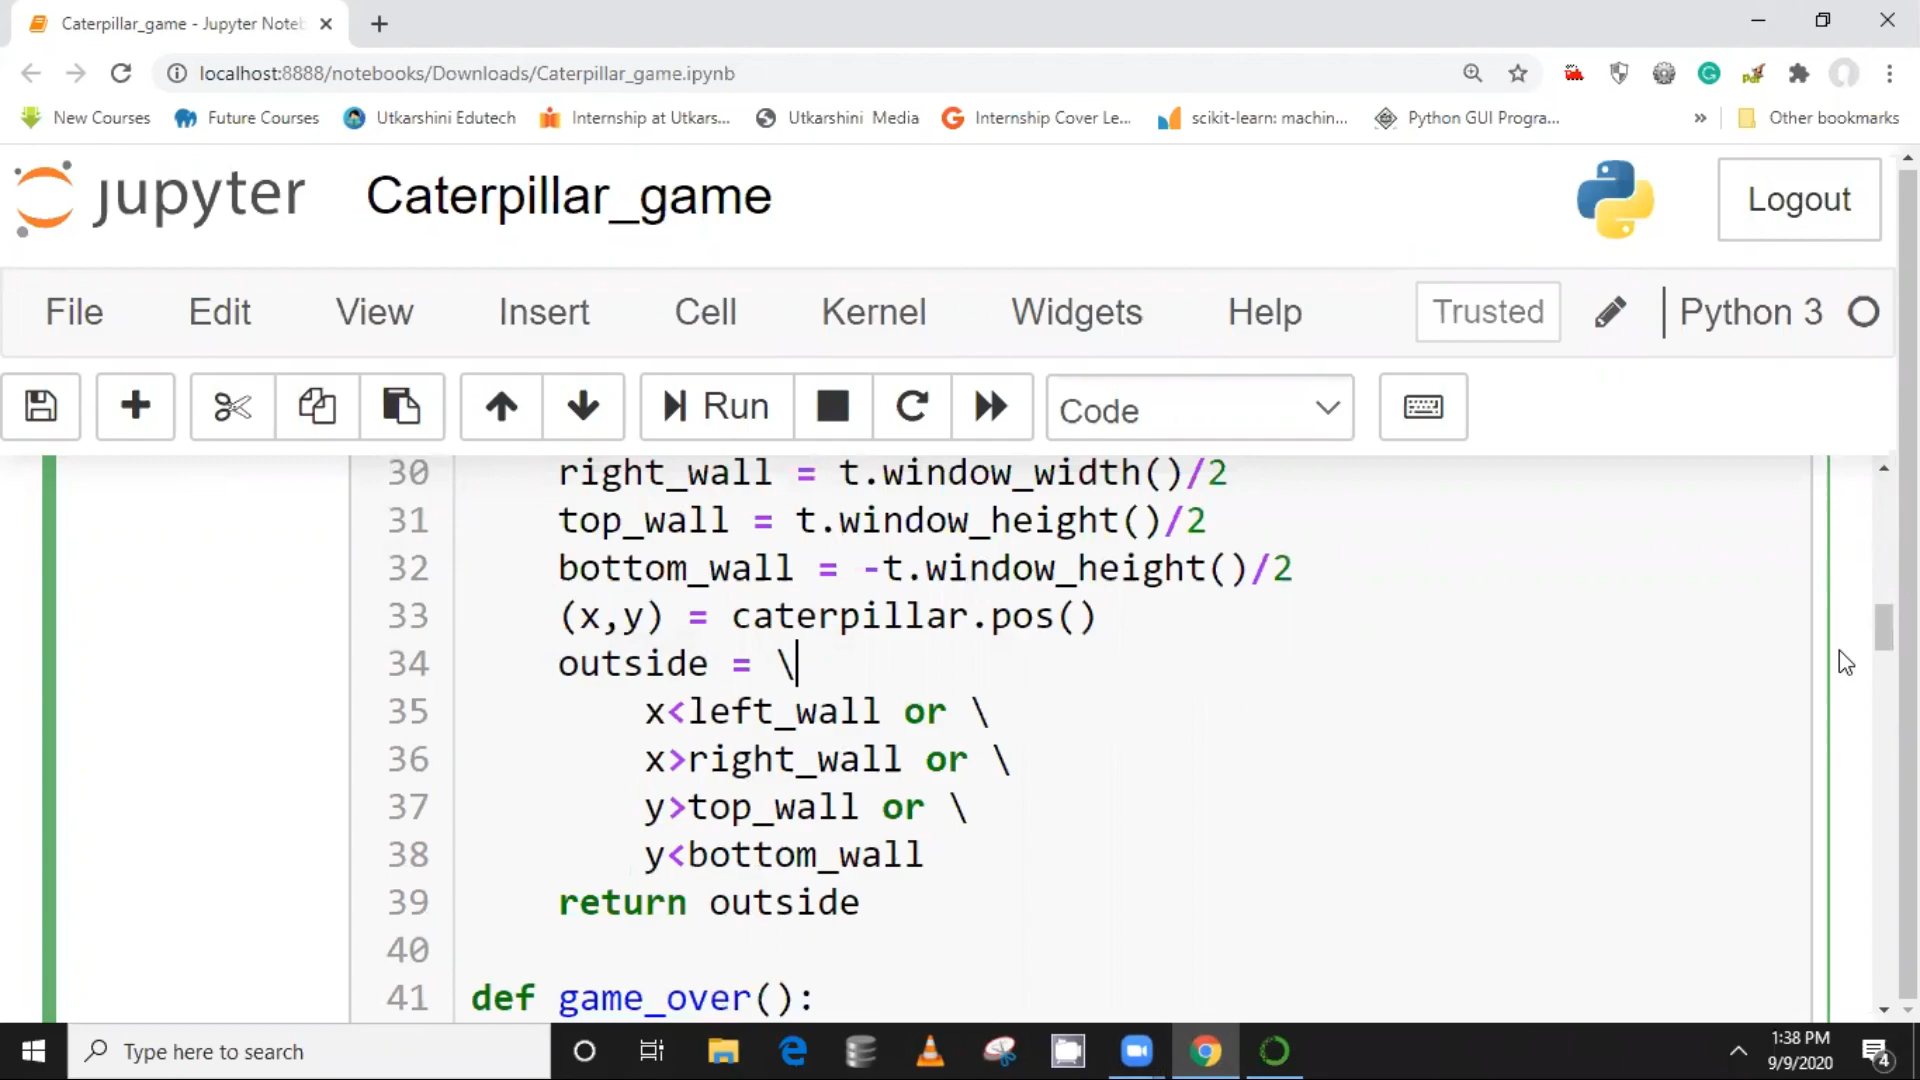 Caterpillar_game - Jupyter Noteb
localhost:8888/notebooks/Downloads/Caterpillar_game.ipynb
New Courses Future Courses Utkarshini Edutech Internship at Utkars... Utkarshini Media Internship Cover Le... scikit-learn: machin... Python GUI Progra... » Other bookmarks
jupyter Caterpillar_game Logout
File Edit View Insert Cell Kernel Widgets Help Trusted Python 3
Run Code
30 right_wall = t.window_width()/2
31 top_wall = t.window_height()/2
32 bottom_wall = -t.window_height()/2
33 (x,y) = caterpillar.pos()
34 outside = \
35 x<left_wall or \
36 x>right_wall or \
37 y>top_wall or \
38 y<bottom_wall
39 return outside
40
41 def game_over():
Type here to search
1:38 PM
9/9/2020
4